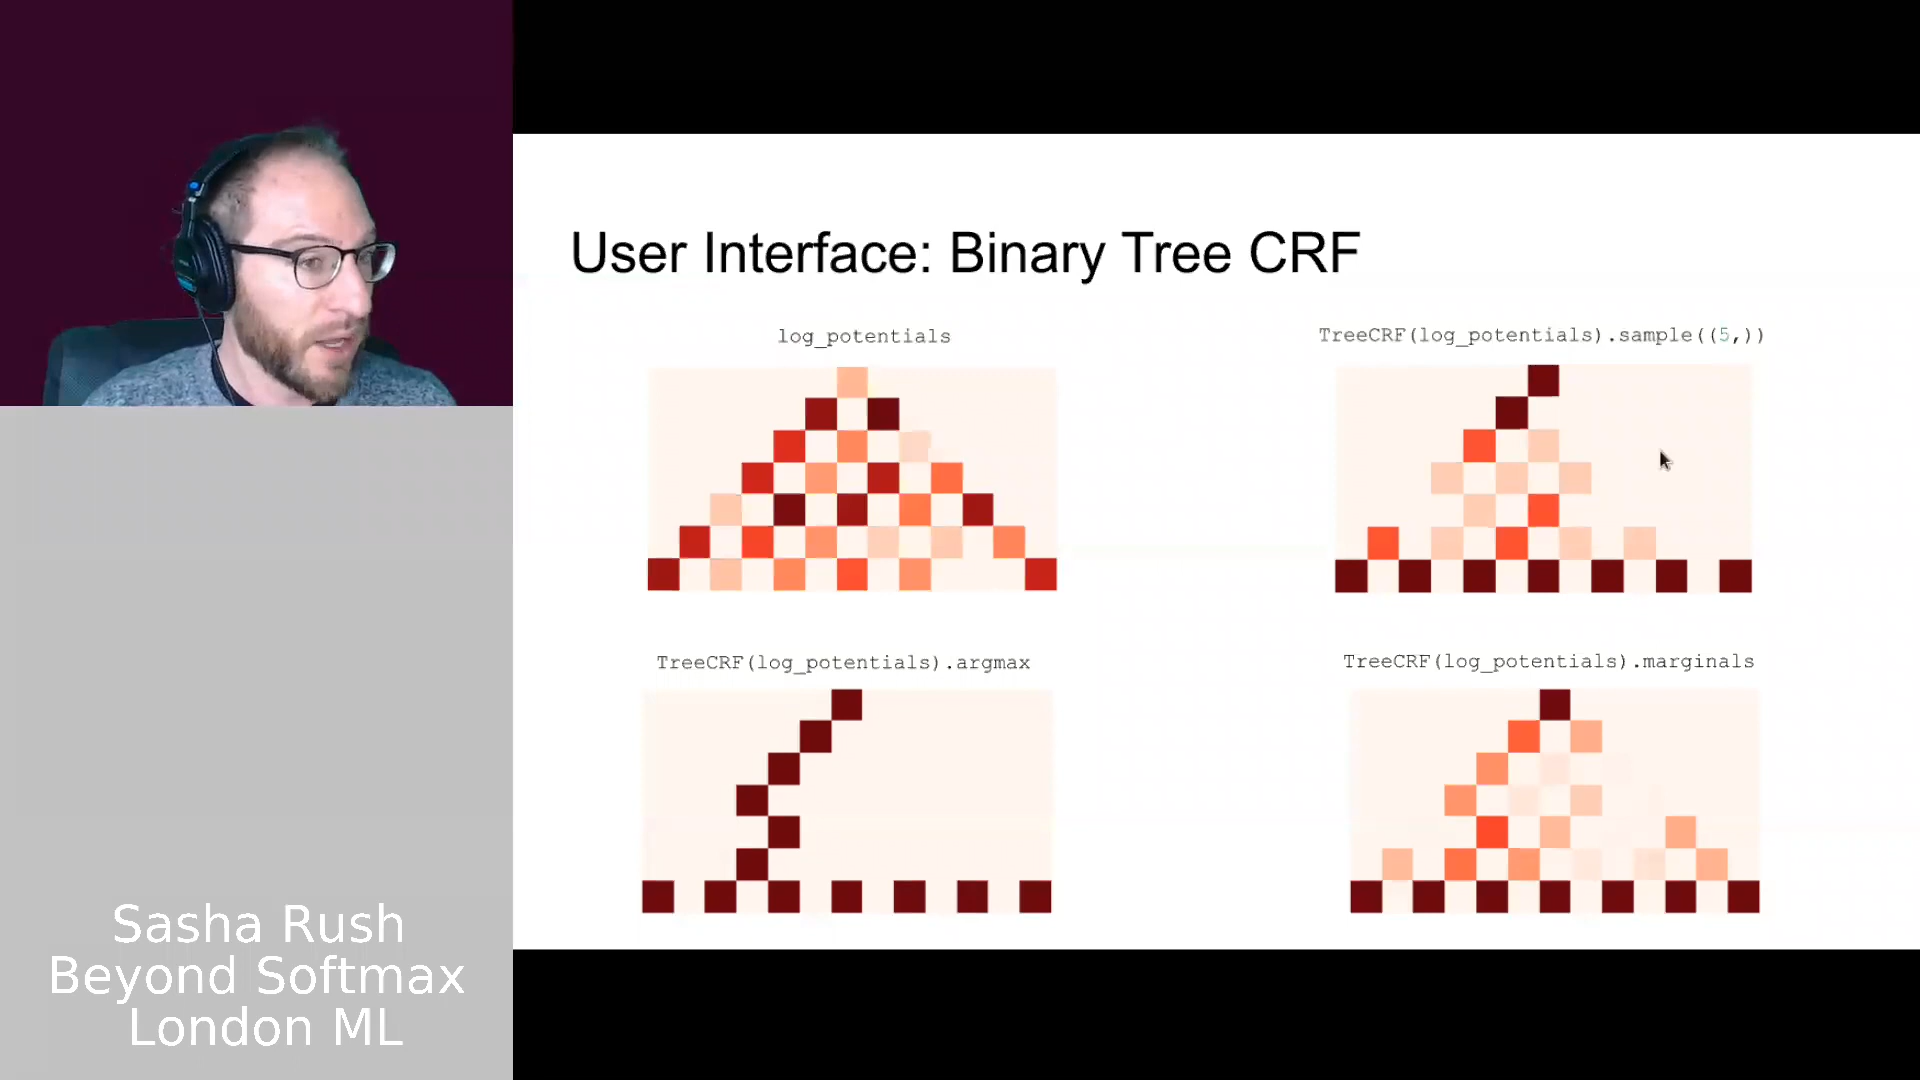 User Interface: Binary Tree CRF
log_potentials
TreeCRF(log_potentials).sample((5,))
TreeCRF(log_potentials).argmax
TreeCRF(log_potentials).marginals
Sasha Rush
Beyond Softmax
London ML